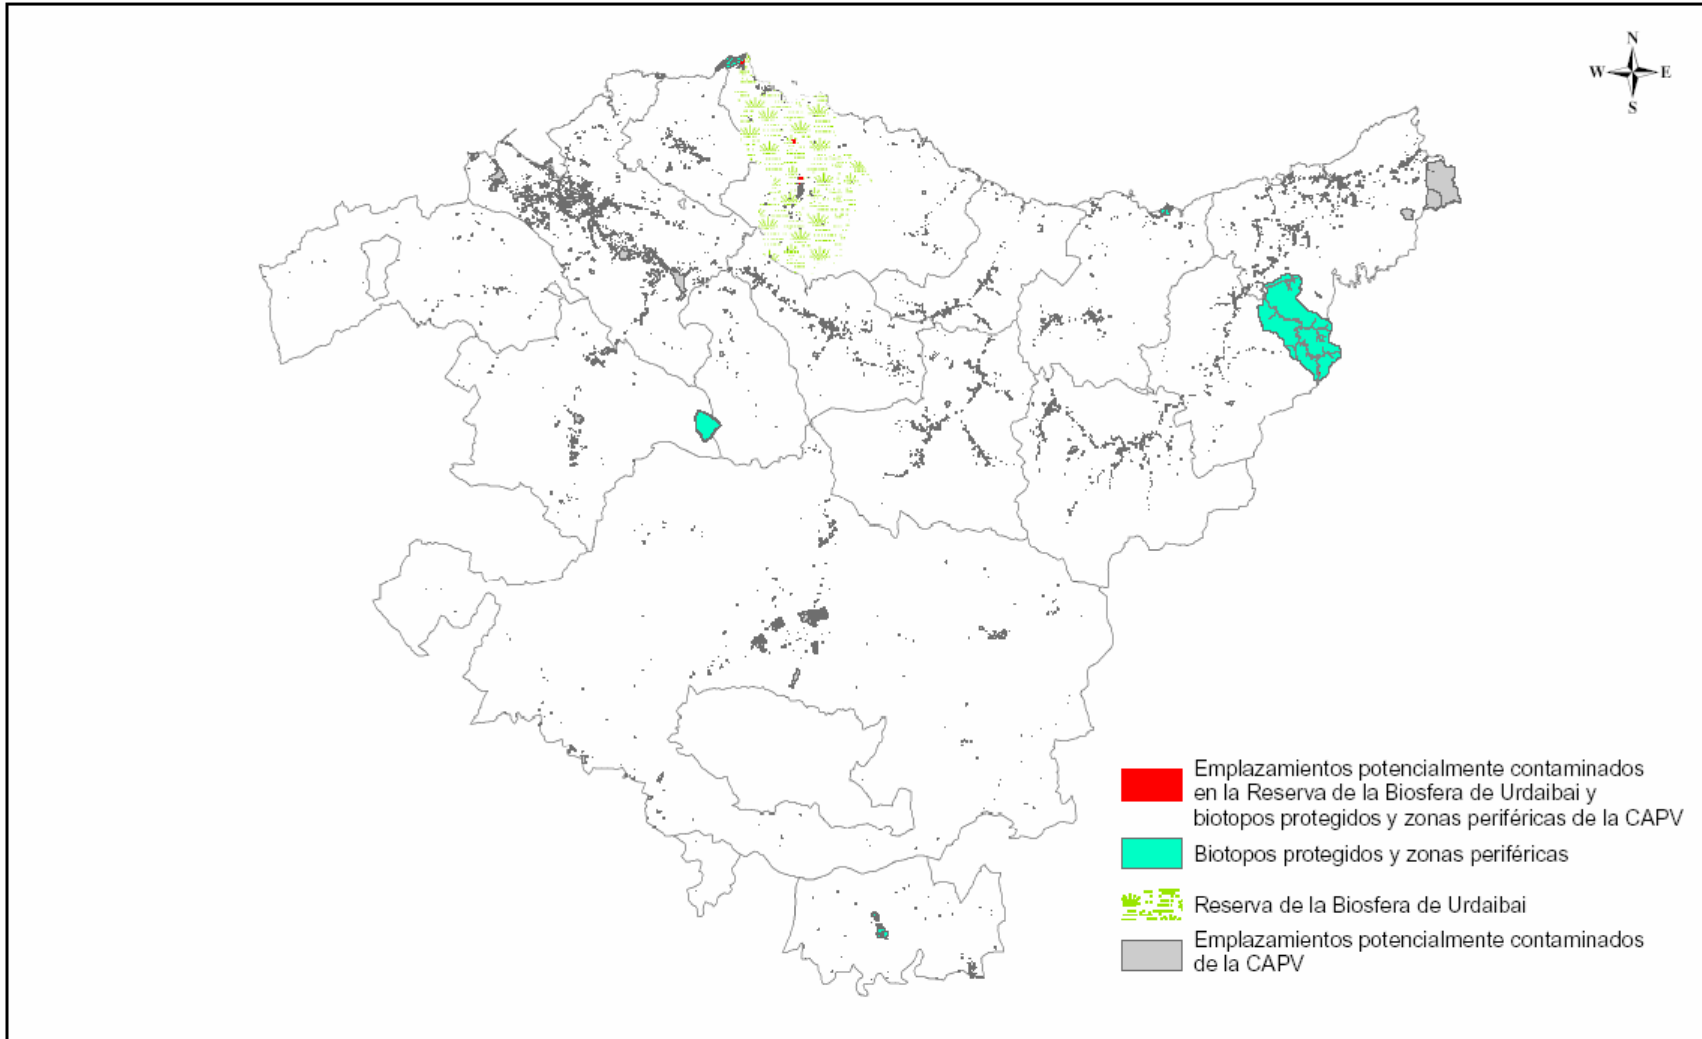 N
W E
S
Emplazamientos potencialmente contaminados
en la Reserva de la Biosfera de Urdaibai y
biotopos protegidos y zonas periféricas de la CAPV
Biotopos protegidos y zonas periféricas
Reserva de la Biosfera de Urdaibai
Emplazamientos potencialmente contaminados
de la CAPV